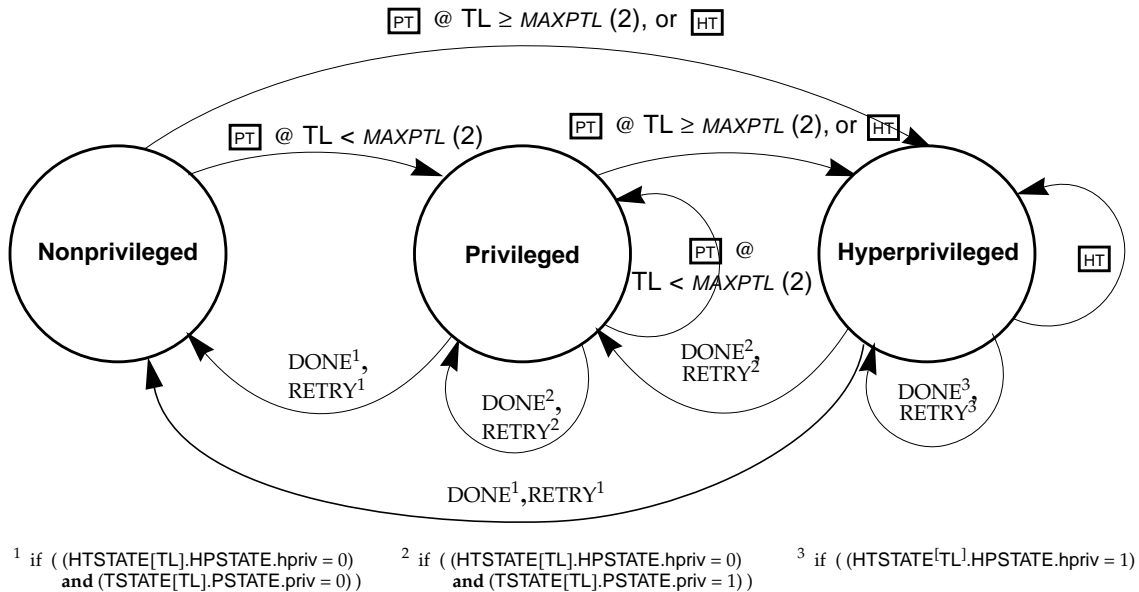 PT @ TL ≥ MAXPTL (2), or HT
PT @ TL < MAXPTL (2)
PT @ TL ≥ MAXPTL (2), or HT
Nonprivileged
Privileged
Hyperprivileged
PT @
TL < MAXPTL (2)
HT
DONE¹,
RETRY¹
DONE²,
RETRY²
DONE²,
RETRY²
DONE³,
RETRY³
DONE¹,RETRY¹
¹ if ( (HTSTATE[TL].HPSTATE.hpriv = 0)
and (TSTATE[TL].PSTATE.priv = 0) )
² if ( (HTSTATE[TL].HPSTATE.hpriv = 0)
and (TSTATE[TL].PSTATE.priv = 1) )
³ if ( (HTSTATE[TL].HPSTATE.hpriv = 1)